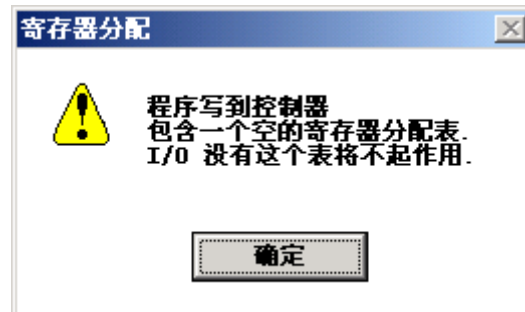 寄存器分配
程序写到控制器
包含一个空的寄存器分配表.
I/O 没有这个表将不起作用.
确定